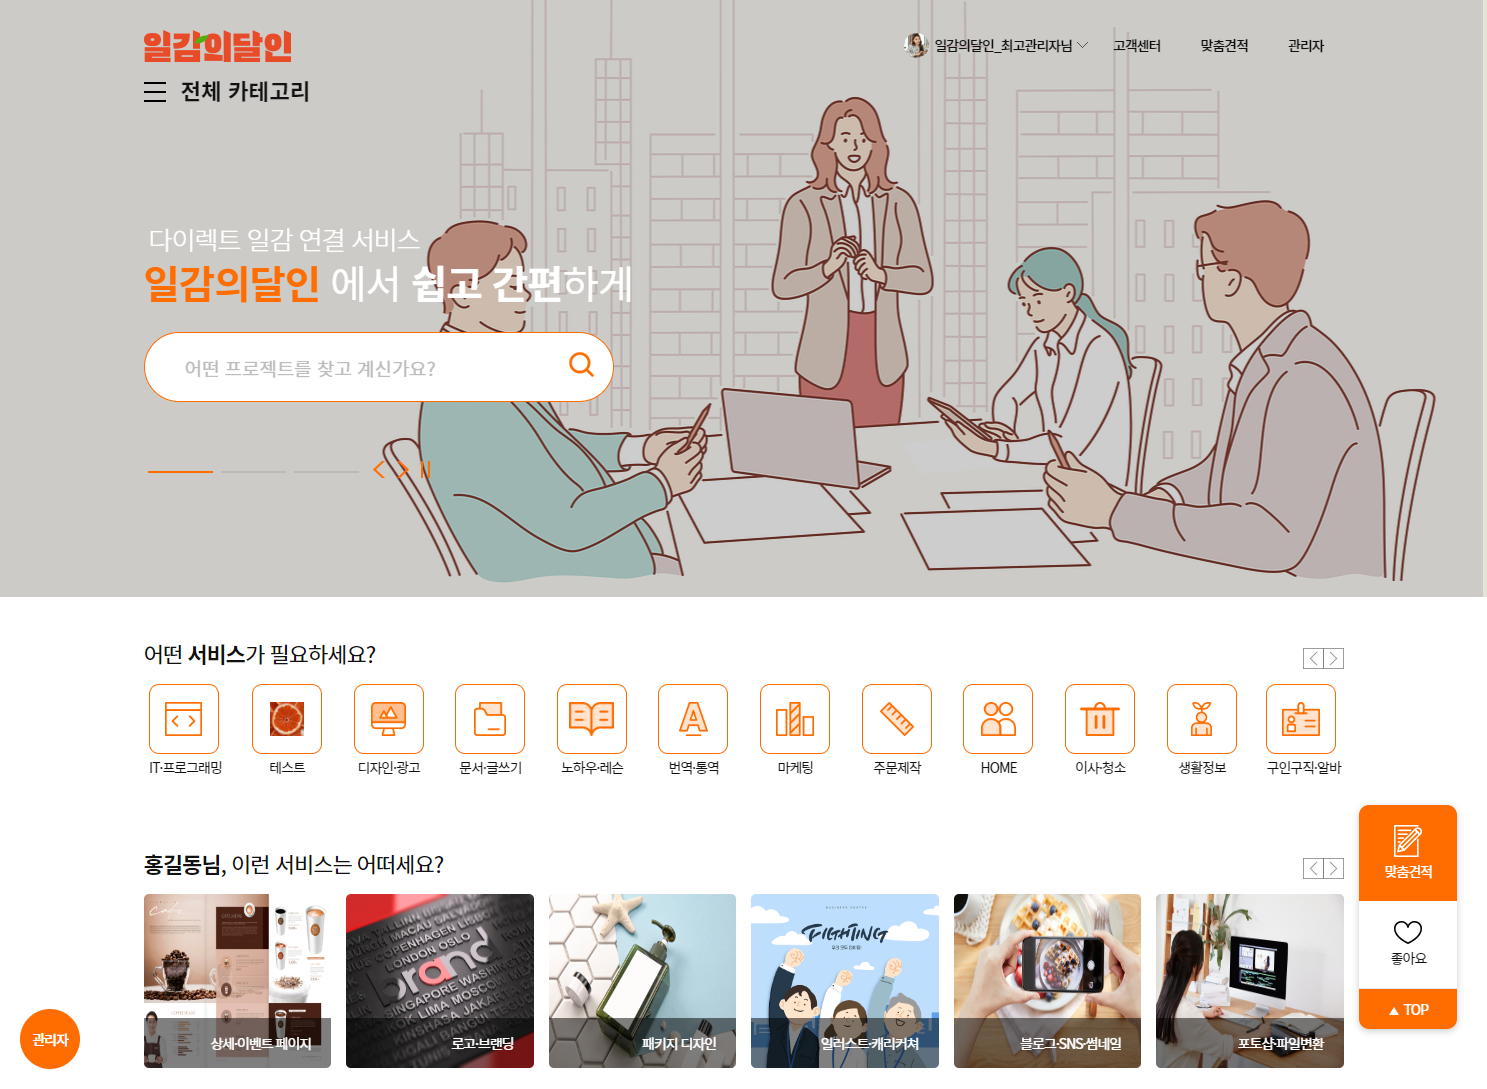 일감의달인
일감의달인_최고관리자님
고객센터
맞춤견적
관리자
전체 카테고리
다이렉트 일감 연결 서비스
일감의달인 에서 쉽고 간편하게
어떤 프로젝트를 찾고 계신가요?
어떤 서비스가 필요하세요?
IT·프로그래밍
테스트
디자인·광고
문서·글쓰기
노하우·레슨
번역·통역
마케팅
주문제작
HOME
이사·청소
생활정보
구인구직·알바
홍길동님, 이런 서비스는 어떠세요?
상세·이벤트 페이지
brand
LONDON OSLO
로고·브랜딩
패키지 디자인
FIGHTING
일러스트·캐리커쳐
블로그·SNS·썸네일
포토샵·파일변환
맞춤견적
좋아요
▲ TOP
관리자